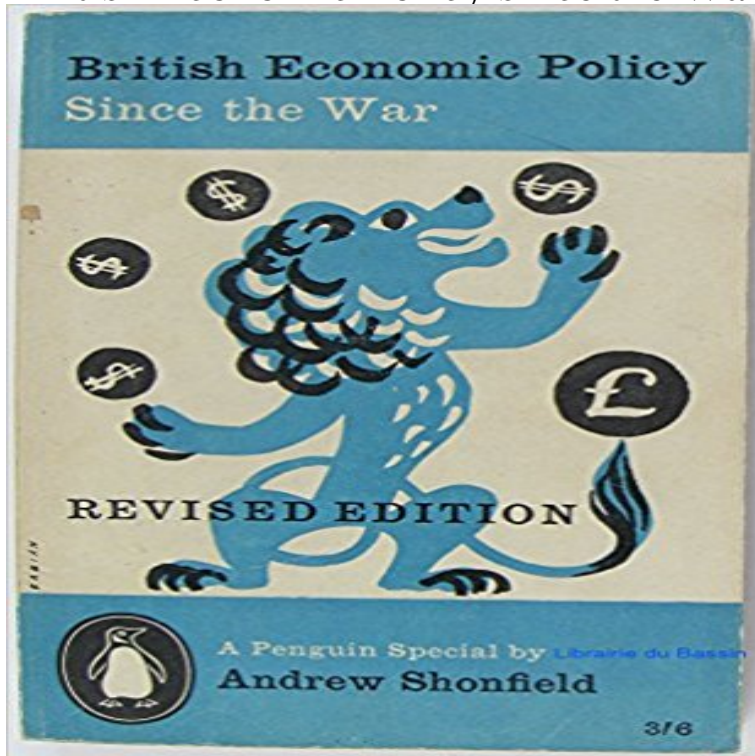 British Economic Policy
Since the War
$ $
$
$
£
REVISED EDITION
A Penguin Special by Librairie du Bassin
Andrew Shonfield
3/6